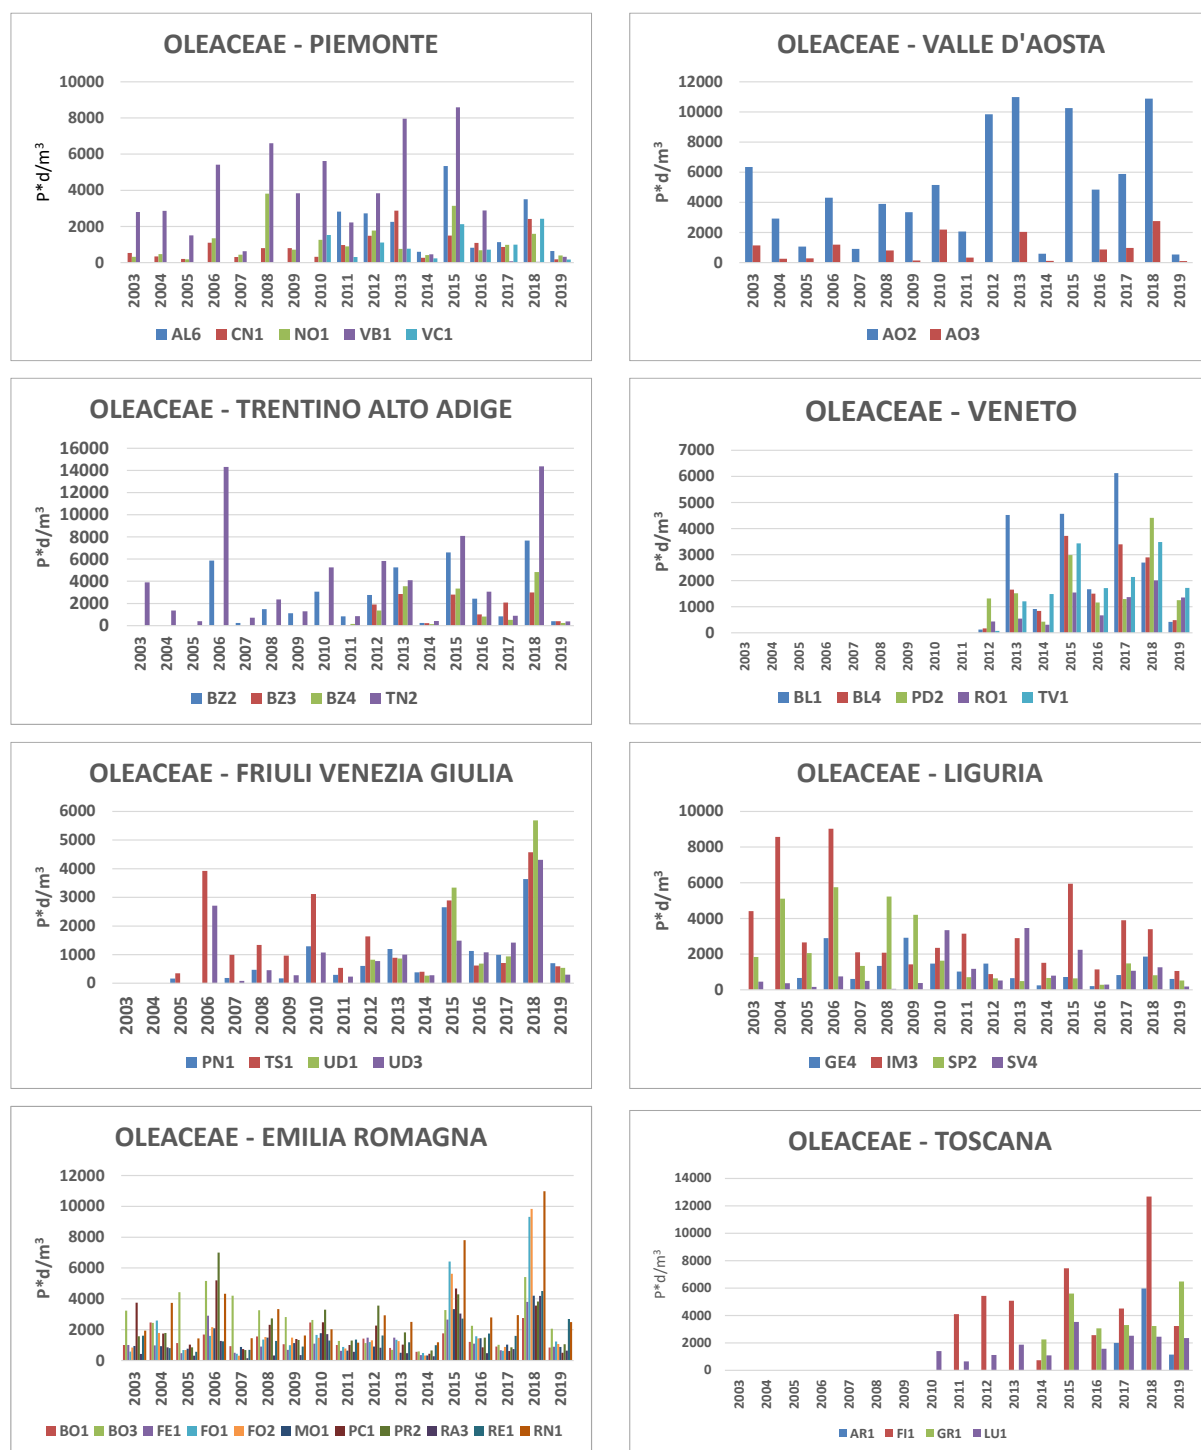 OLEACEAE - PIEMONTE
P*d/m³
10000
8000
6000
4000
2000
0
2003 2004 2005 2006 2007 2008 2009 2010 2011 2012 2013 2014 2015 2016 2017 2018 2019
AL6 CN1 NO1 VB1 VC1
OLEACEAE - VALLE D'AOSTA
P*d/m³
12000
10000
8000
6000
4000
2000
0
2003 2004 2005 2006 2007 2008 2009 2010 2011 2012 2013 2014 2015 2016 2017 2018 2019
AO2 AO3
OLEACEAE - TRENTINO ALTO ADIGE
P*d/m³
16000
14000
12000
10000
8000
6000
4000
2000
0
2003 2004 2005 2006 2007 2008 2009 2010 2011 2012 2013 2014 2015 2016 2017 2018 2019
BZ2 BZ3 BZ4 TN2
OLEACEAE - VENETO
P*d/m³
7000
6000
5000
4000
3000
2000
1000
0
2003 2004 2005 2006 2007 2008 2009 2010 2011 2012 2013 2014 2015 2016 2017 2018 2019
BL1 BL4 PD2 RO1 TV1
OLEACEAE - FRIULI VENEZIA GIULIA
P*d/m³
6000
5000
4000
3000
2000
1000
0
2003 2004 2005 2006 2007 2008 2009 2010 2011 2012 2013 2014 2015 2016 2017 2018 2019
PN1 TS1 UD1 UD3
OLEACEAE - LIGURIA
P*d/m³
10000
8000
6000
4000
2000
0
2003 2004 2005 2006 2007 2008 2009 2010 2011 2012 2013 2014 2015 2016 2017 2018 2019
GE4 IM3 SP2 SV4
OLEACEAE - EMILIA ROMAGNA
P*d/m³
12000
10000
8000
6000
4000
2000
0
2003 2004 2005 2006 2007 2008 2009 2010 2011 2012 2013 2014 2015 2016 2017 2018 2019
BO1 BO3 FE1 FO1 FO2 MO1 PC1 PR2 RA3 RE1 RN1
OLEACEAE - TOSCANA
P*d/m³
14000
12000
10000
8000
6000
4000
2000
0
2003 2004 2005 2006 2007 2008 2009 2010 2011 2012 2013 2014 2015 2016 2017 2018 2019
AR1 FI1 GR1 LU1